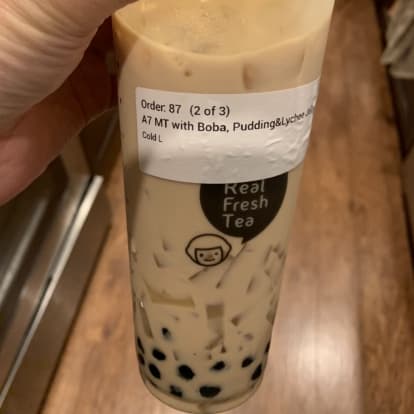 Order: 87 (2 of 3)
A7 MT with Boba, Pudding&Lychee
Cold L
Real
Fresh
Tea